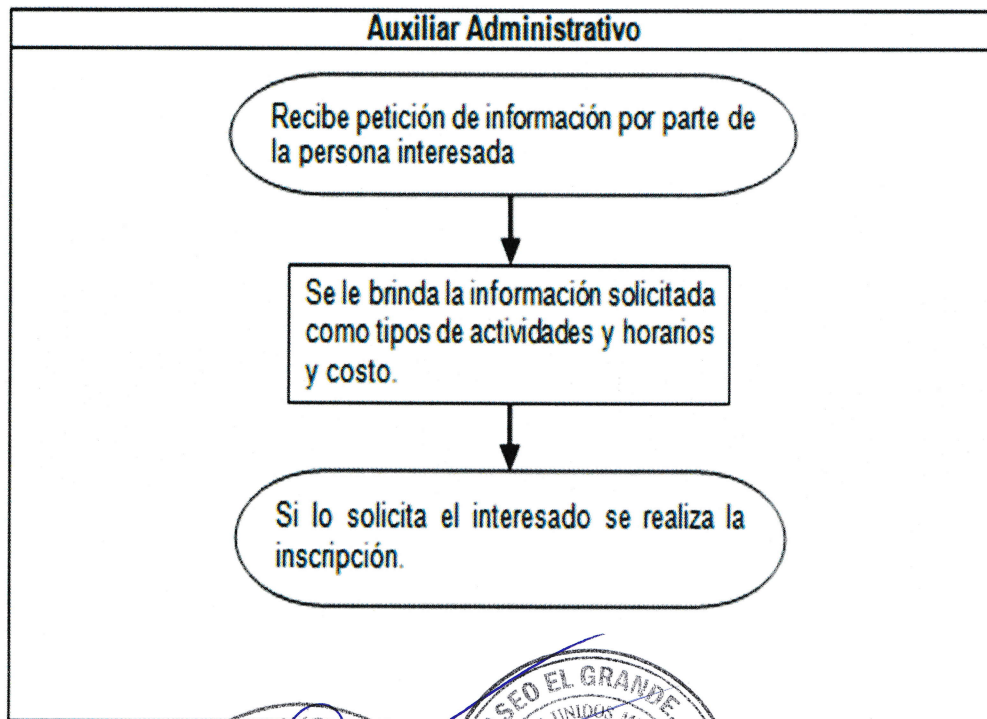 Auxiliar Administrativo
Recibe petición de información por parte de
la persona interesada
Se le brinda la información solicitada
como tipos de actividades y horarios
y costo.
Si lo solicita el interesado se realiza la
inscripción.
SEO EL GRANDE,
UNIDOS